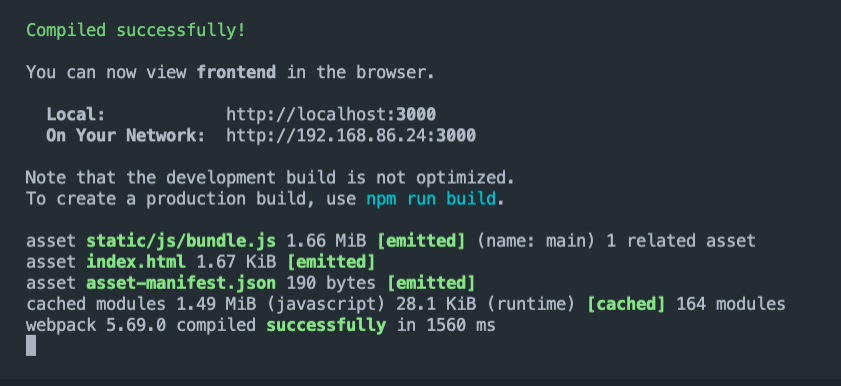 Compiled successfully!
You can now view frontend in the browser.
Local: http://localhost:3000
On Your Network: http://192.168.86.24:3000
Note that the development build is not optimized.
To create a production build, use npm run build.
asset static/js/bundle.js 1.66 MiB [emitted] (name: main) 1 related asset
asset index.html 1.67 KiB [emitted]
asset asset-manifest.json 190 bytes [emitted]
cached modules 1.49 MiB (javascript) 28.1 KiB (runtime) [cached] 164 modules
webpack 5.69.0 compiled successfully in 1560 ms